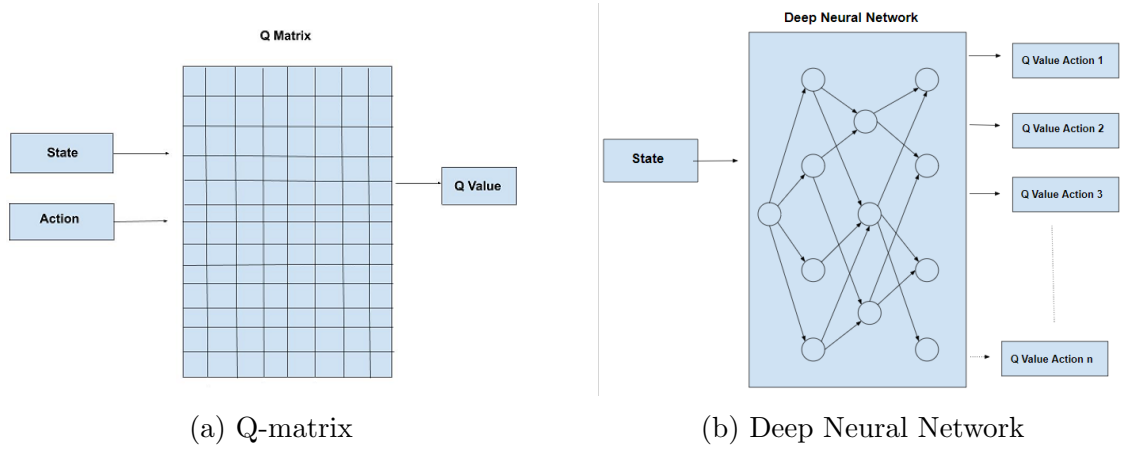 Q Matrix
State
Action
Q Value
(a) Q-matrix
Deep Neural Network
State
Q Value Action 1
Q Value Action 2
Q Value Action 3
Q Value Action n
(b) Deep Neural Network